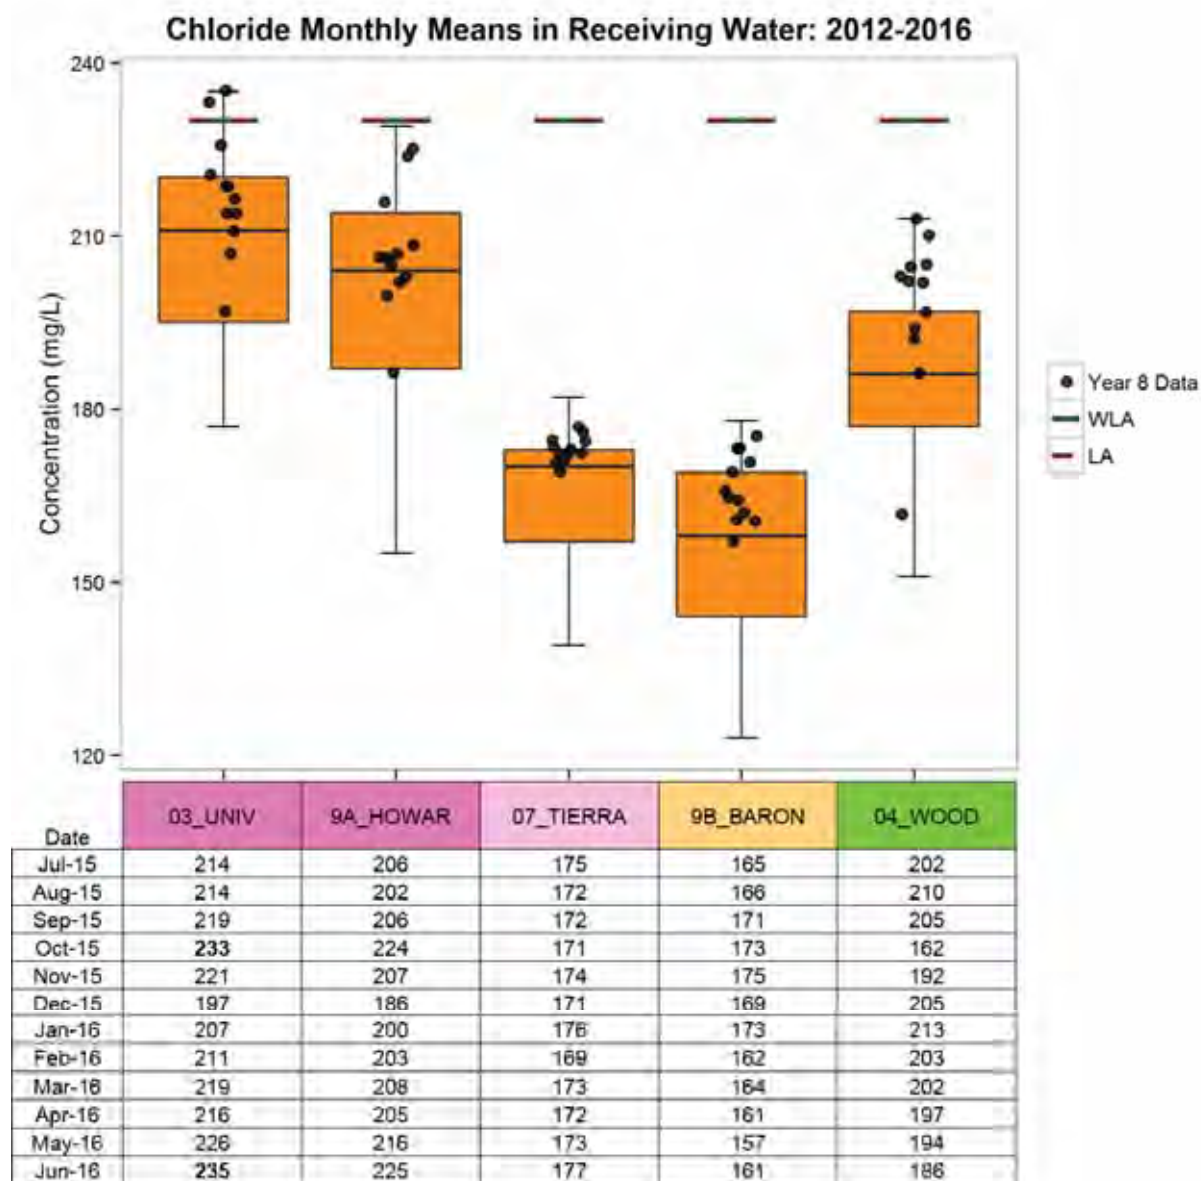 Chloride Monthly Means in Receiving Water: 2012-2016
240
210
180
150
120
Concentration (mg/L)
Year 8 Data
WLA
LA
Date 03_UNIV 9A_HOWAR 07_TIERRA 9B_BARON 04_WOOD
Jul-15 214 206 175 165 202
Aug-15 214 202 172 166 210
Sep-15 219 206 172 171 205
Oct-15 233 224 171 173 162
Nov-15 221 207 174 175 192
Dec-15 197 186 171 169 205
Jan-16 207 200 176 173 213
Feb-16 211 203 169 162 203
Mar-16 219 208 173 164 202
Apr-16 216 205 172 161 197
May-16 226 216 173 157 194
Jun-16 235 225 177 161 186